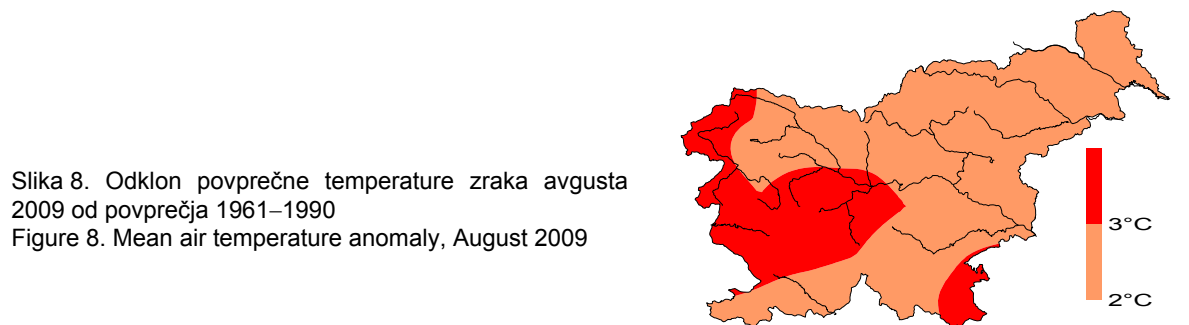 Slika 8. Odklon povprečne temperature zraka avgusta
2009 od povprečja 1961–1990
Figure 8. Mean air temperature anomaly, August 2009
3°C
2°C